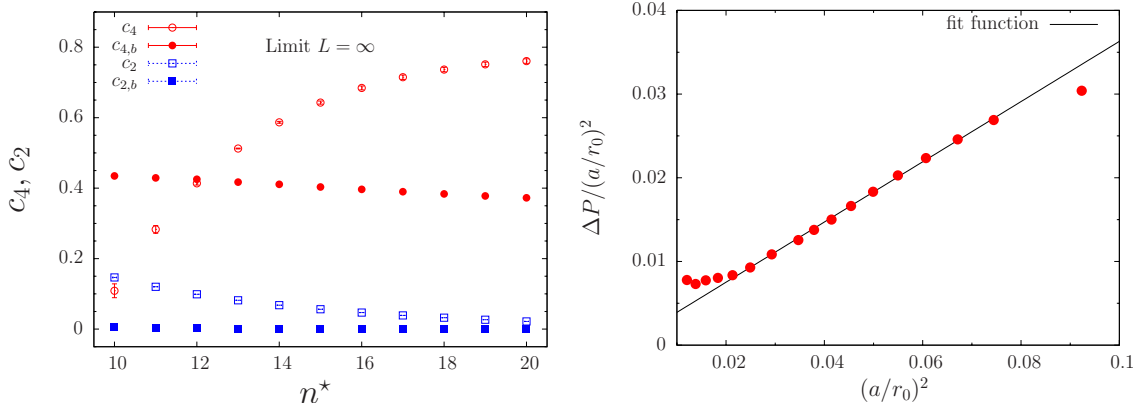 c₄
c₄,b
c₂
c₂,b
Limit L = ∞
0.8
0.6
0.4
0.2
0
c₄, c₂
10 12 14 16 18 20
n⋆
fit function
0.04
0.03
0.02
0.01
0
ΔP/(a/r₀)²
0.02 0.04 0.06 0.08 0.1
(a/r₀)²